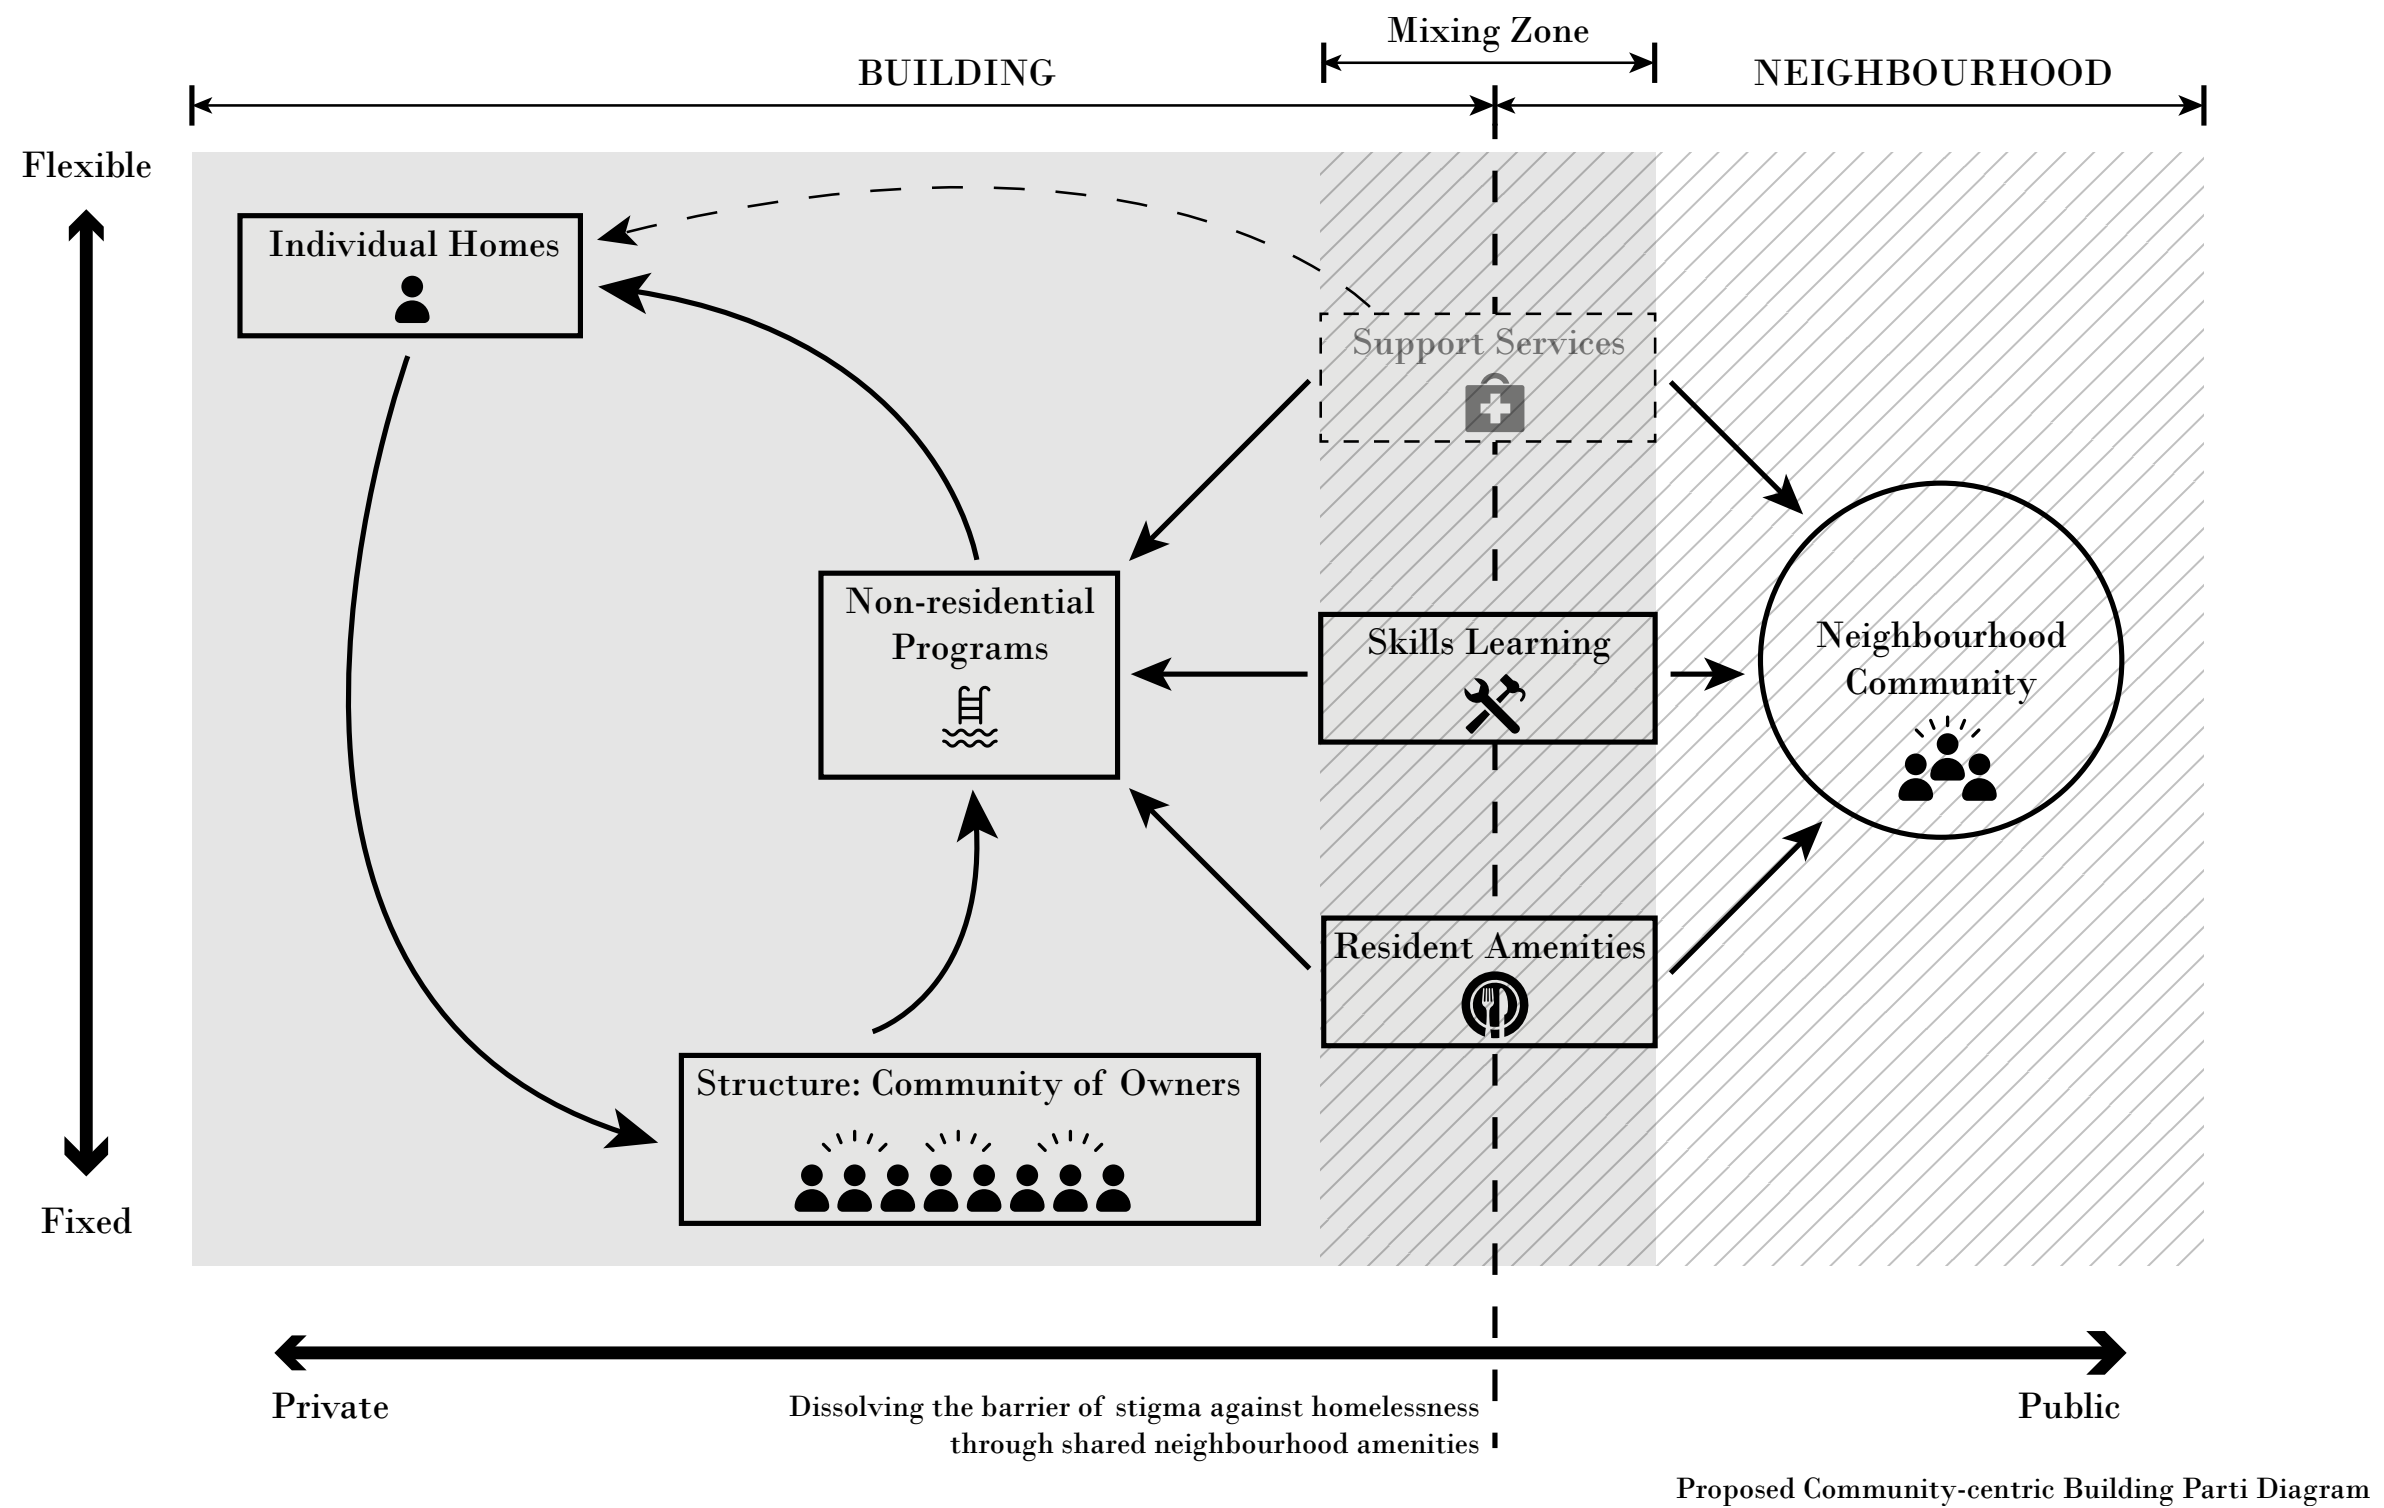 Mixing Zone
BUILDING
NEIGHBOURHOOD
Flexible
Individual Homes
Support Services
Non-residential
Programs
Skills Learning
Neighbourhood
Community
Resident Amenities
Structure: Community of Owners
Fixed
Private
Public
Dissolving the barrier of stigma against homelessness
through shared neighbourhood amenities
Proposed Community-centric Building Parti Diagram